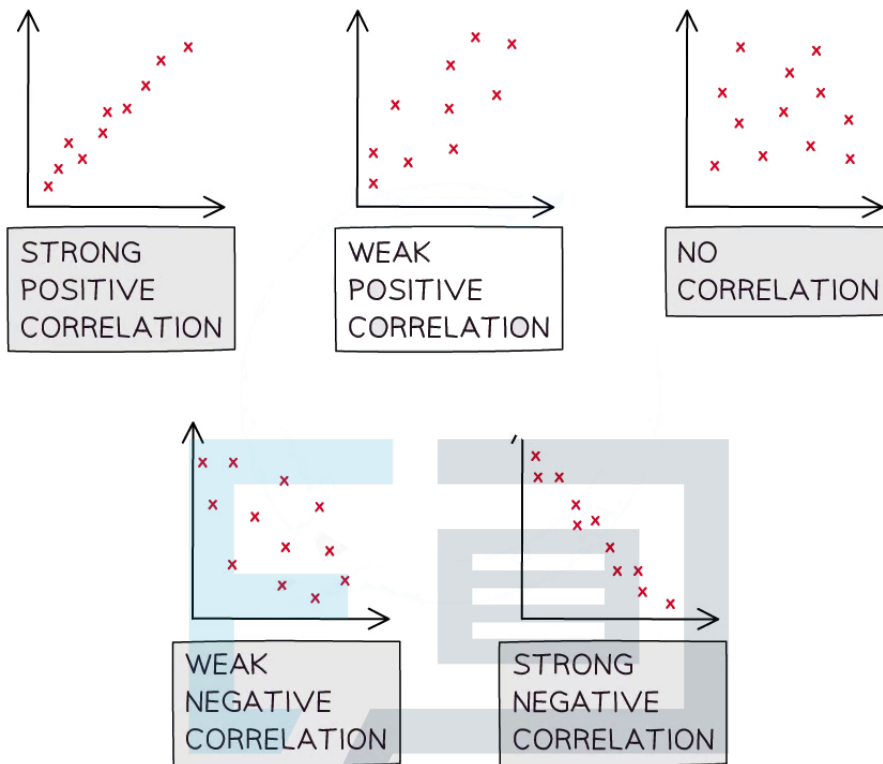 STRONG
POSITIVE
CORRELATION
WEAK
POSITIVE
CORRELATION
NO
CORRELATION
WEAK
NEGATIVE
CORRELATION
STRONG
NEGATIVE
CORRELATION